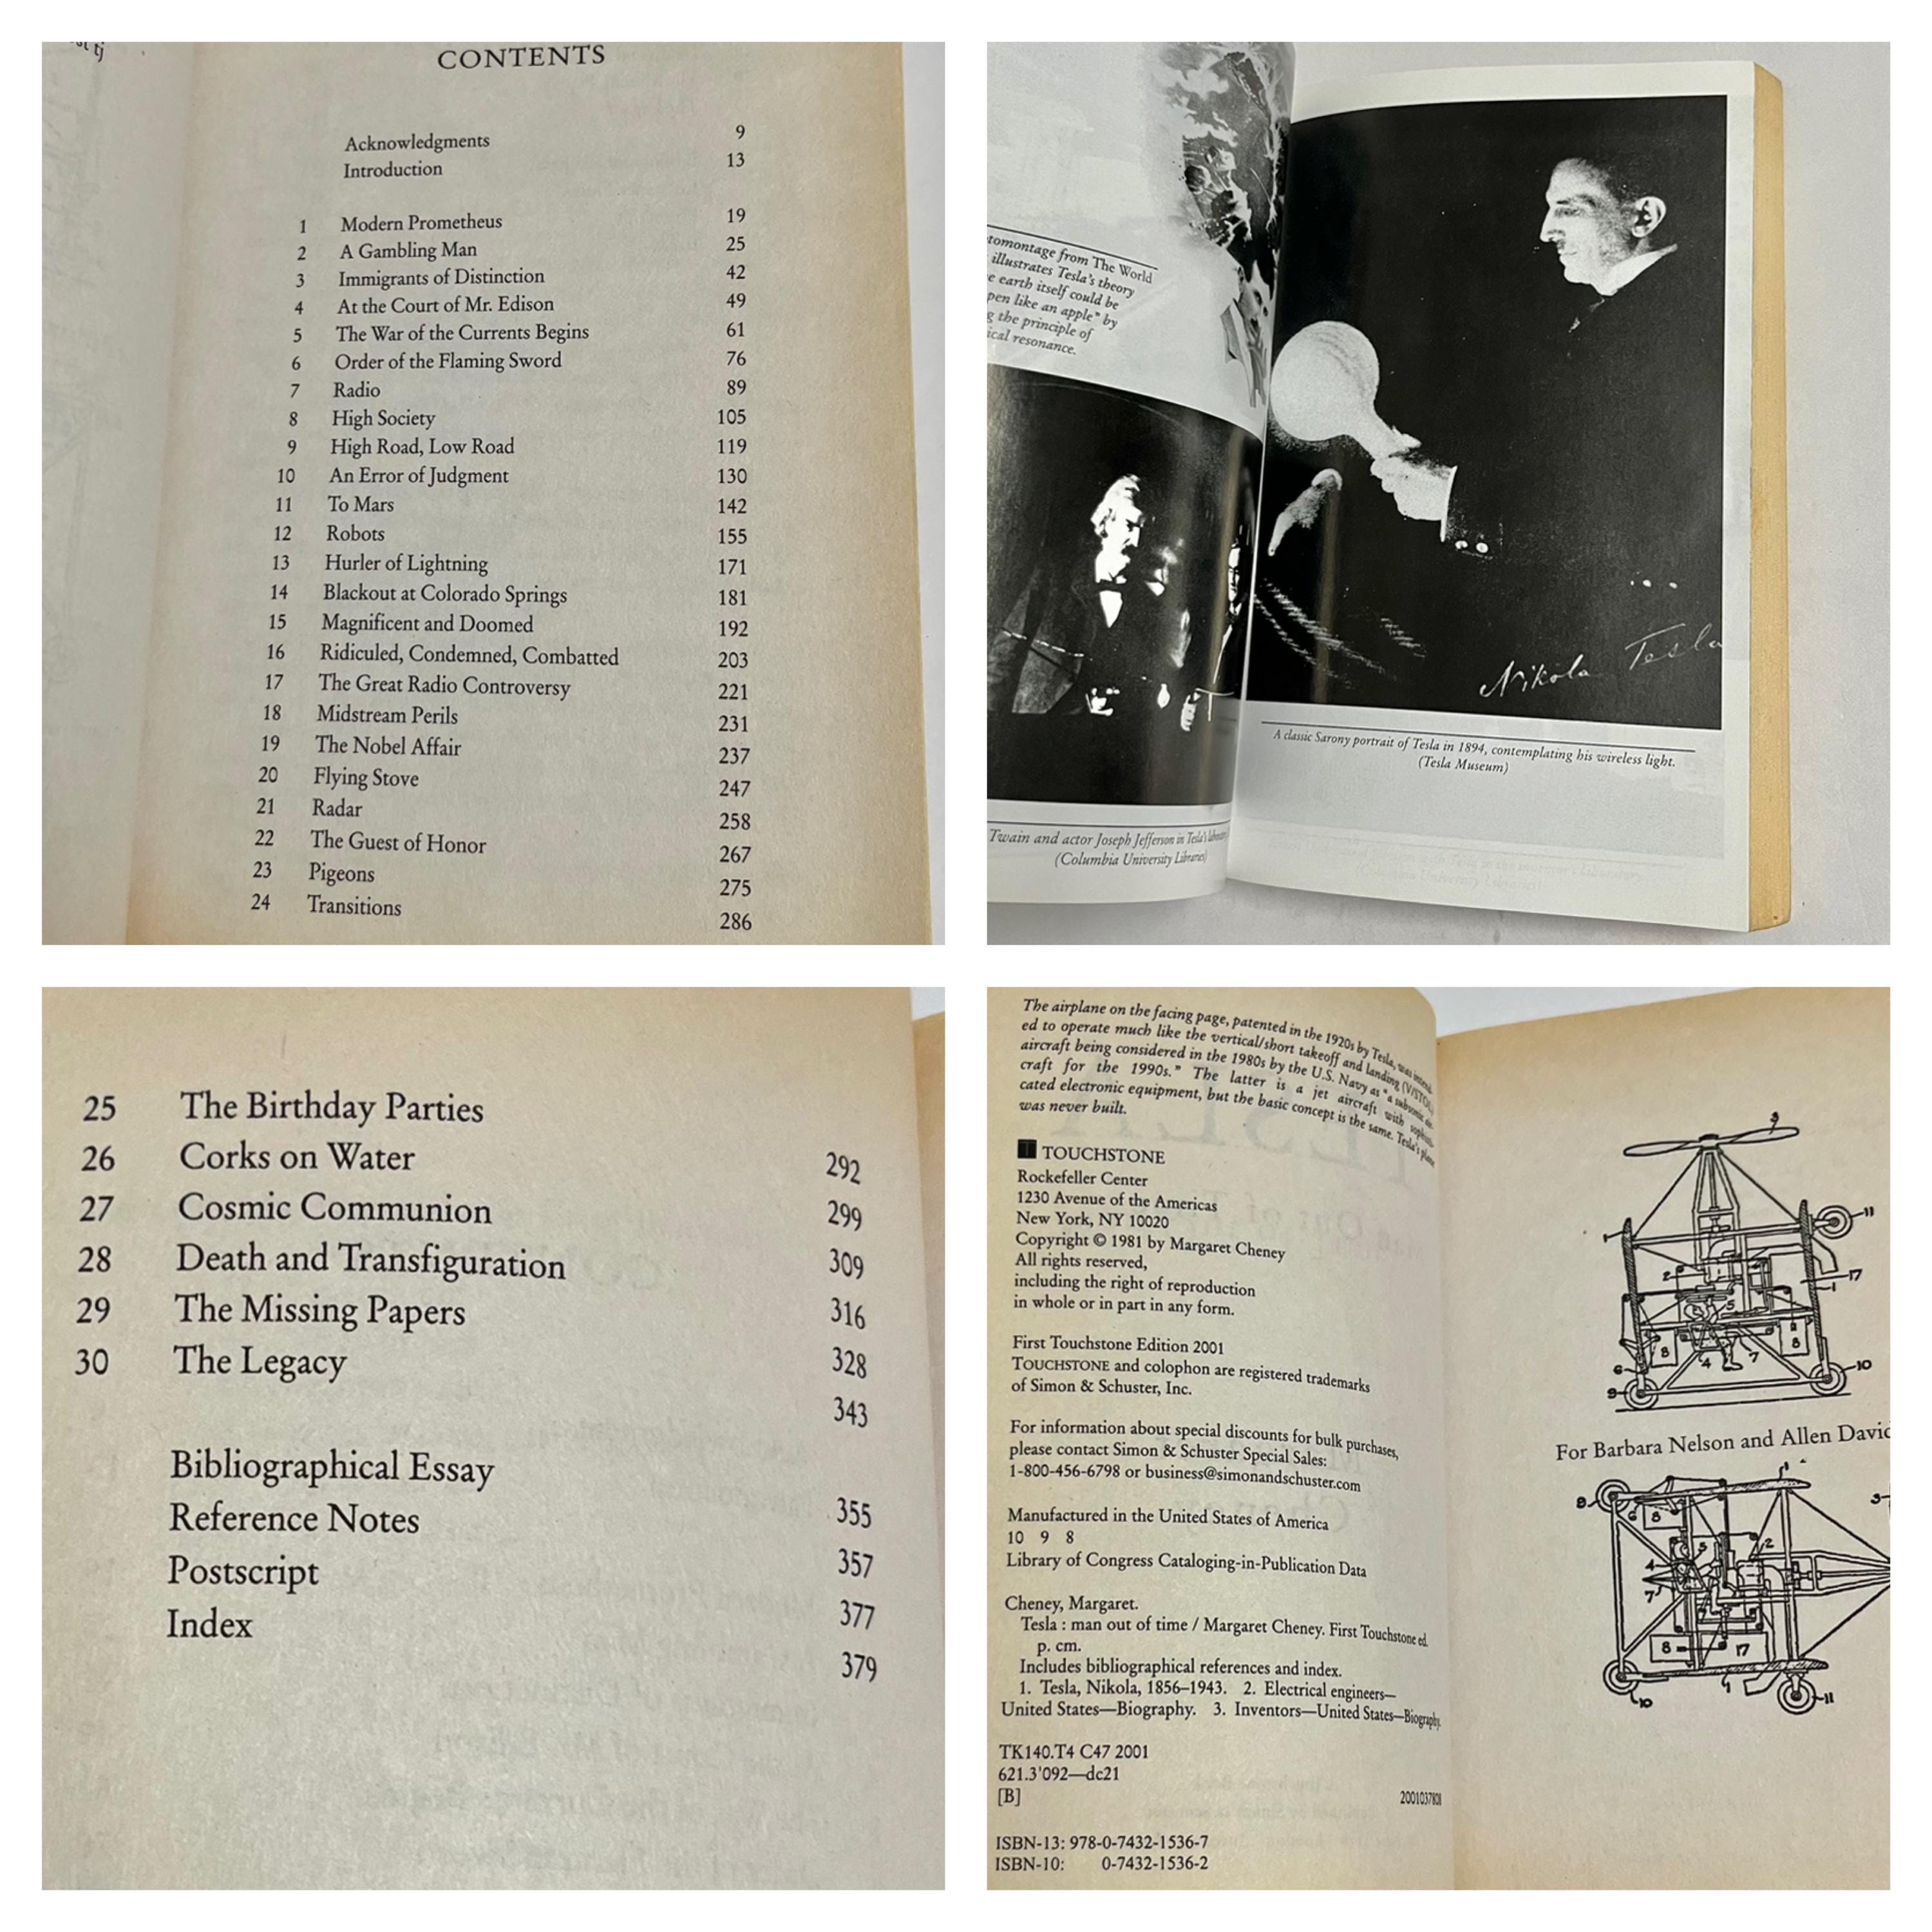 CONTENTS
Acknowledgments 9
Introduction 13
1 Modern Prometheus 19
2 A Gambling Man 25
3 Immigrants of Distinction 42
4 At the Court of Mr. Edison 49
5 The War of the Currents Begins 61
6 Order of the Flaming Sword 76
7 Radio 89
8 High Society 105
9 High Road, Low Road 119
10 An Error of Judgment 130
11 To Mars 142
12 Robots 155
13 Hurler of Lightning 171
14 Blackout at Colorado Springs 181
15 Magnificent and Doomed 192
16 Ridiculed, Condemned, Combatted 203
17 The Great Radio Controversy 221
18 Midstream Perils 231
19 The Nobel Affair 237
20 Flying Stove 247
21 Radar 258
22 The Guest of Honor 267
23 Pigeons 275
24 Transitions 286
tomontage from The World
illustrates Tesla's theory
e earth itself could be
pen like an apple" by
g the principle of
ical resonance.
Twain and actor Joseph Jefferson in Tesla's laboratory
(Columbia University Libraries)
Nikola Tesla
A classic Sarony portrait of Tesla in 1894, contemplating his wireless light.
(Tesla Museum)
25 The Birthday Parties 292
26 Corks on Water 299
27 Cosmic Communion 309
28 Death and Transfiguration 316
29 The Missing Papers 328
30 The Legacy 343
Bibliographical Essay 355
Reference Notes 357
Postscript 377
Index 379
The airplane on the facing page, patented in the 1920s by Tesla, was intend-
ed to operate much like the vertical/short takeoff and landing (V/STOL)
aircraft being considered in the 1980s by the U.S. Navy as "a subsonic air-
craft for the 1990s." The latter is a jet aircraft with sophisti-
cated electronic equipment, but the basic concept is the same. Tesla's plane
was never built.
TOUCHSTONE
Rockefeller Center
1230 Avenue of the Americas
New York, NY 10020
Copyright © 1981 by Margaret Cheney
All rights reserved,
including the right of reproduction
in whole or in part in any form.
First Touchstone Edition 2001
TOUCHSTONE and colophon are registered trademarks
of Simon & Schuster, Inc.
For information about special discounts for bulk purchases,
please contact Simon & Schuster Special Sales:
1-800-456-6798 or business@simonandschuster.com
Manufactured in the United States of America
10 9 8
Library of Congress Cataloging-in-Publication Data
Cheney, Margaret.
Tesla : man out of time / Margaret Cheney. First Touchstone ed.
p. cm.
Includes bibliographical references and index.
1. Tesla, Nikola, 1856–1943. 2. Electrical engineers—
United States—Biography. 3. Inventors—United States—Biography.
TK140.T4 C47 2001
621.3'092—dc21
[B] 2001037808
ISBN-13: 978-0-7432-1536-7
ISBN-10: 0-7432-1536-2
For Barbara Nelson and Allen Davi